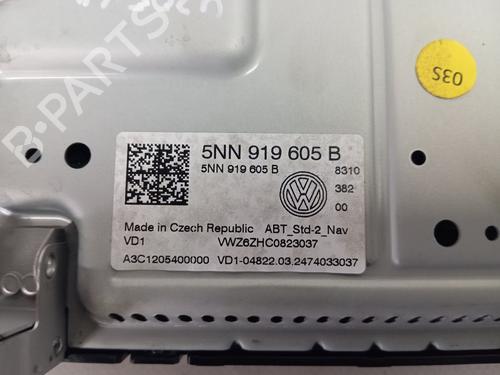 B-PARTS
03S
5NN 919 605 B
5NN 919 605 B
8310
382
00
Made in Czech Republic ABT_Std-2_Nav
VD1 VWZ6ZHC0823037
A3C1205400000 VD1-04822.03.2474033037